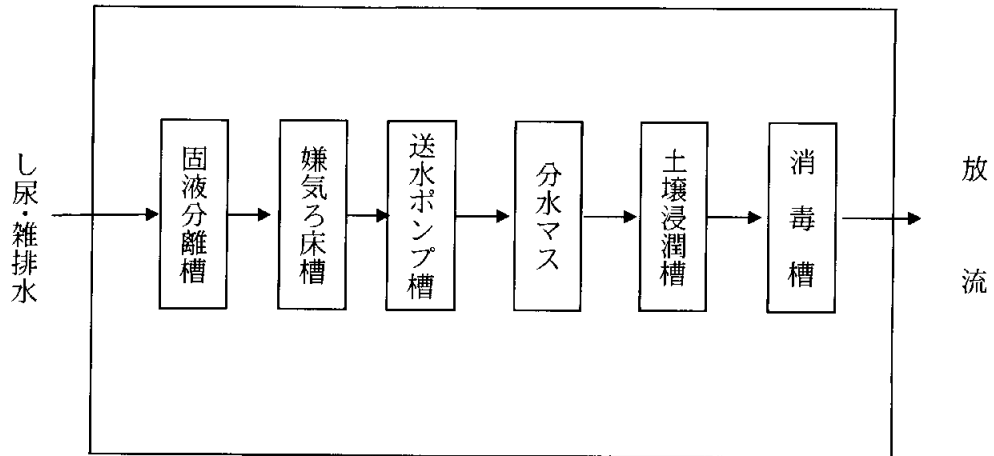 し尿・雑排水
固液分離槽
嫌気ろ床槽
送水ポンプ槽
分水マス
土壌浸潤槽
消毒槽
放流